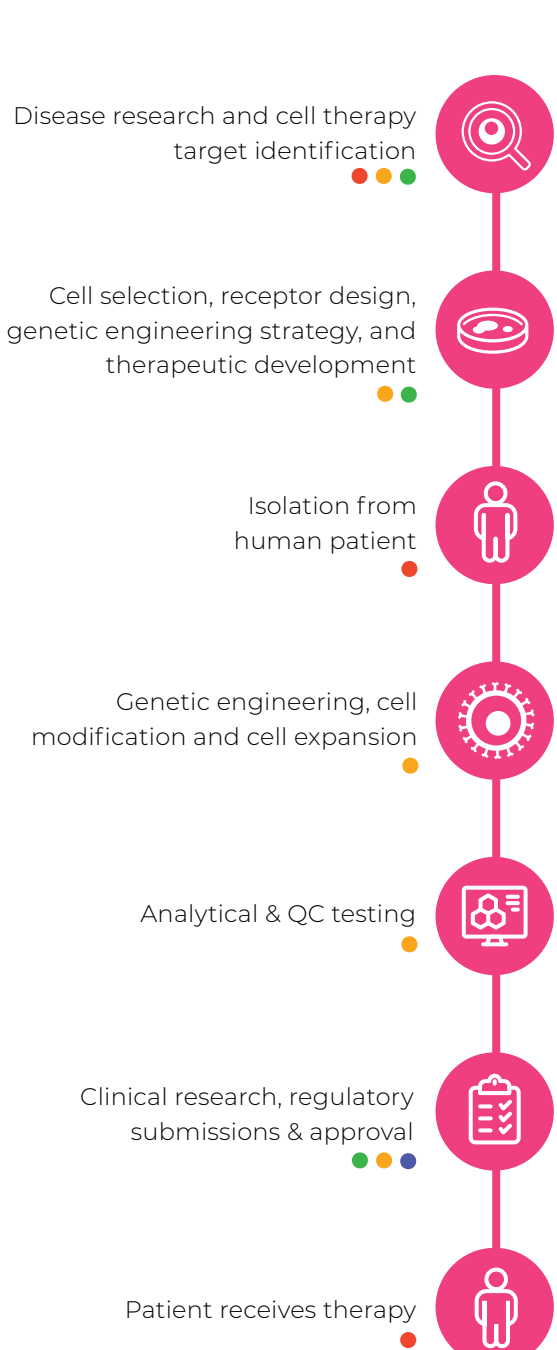 Disease research and cell therapy
target identification
Cell selection, receptor design,
genetic engineering strategy, and
therapeutic development
Isolation from
human patient
Genetic engineering, cell
modification and cell expansion
Analytical & QC testing
Clinical research, regulatory
submissions & approval
Patient receives therapy